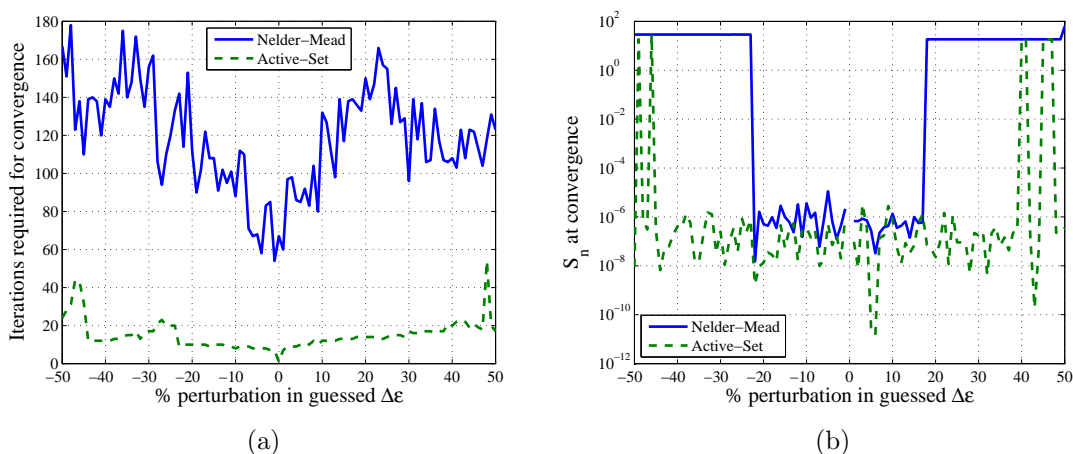 180
160
140
120
100
80
60
40
20
0
Iterations required for convergence
Nelder−Mead
Active−Set
−50 −40 −30 −20 −10 0 10 20 30 40 50
% perturbation in guessed Δε
(a)
10^2
10^0
10^−2
10^−4
10^−6
10^−8
10^−10
10^−12
S_n at convergence
Nelder−Mead
Active−Set
−50 −40 −30 −20 −10 0 10 20 30 40 50
% perturbation in guessed Δε
(b)